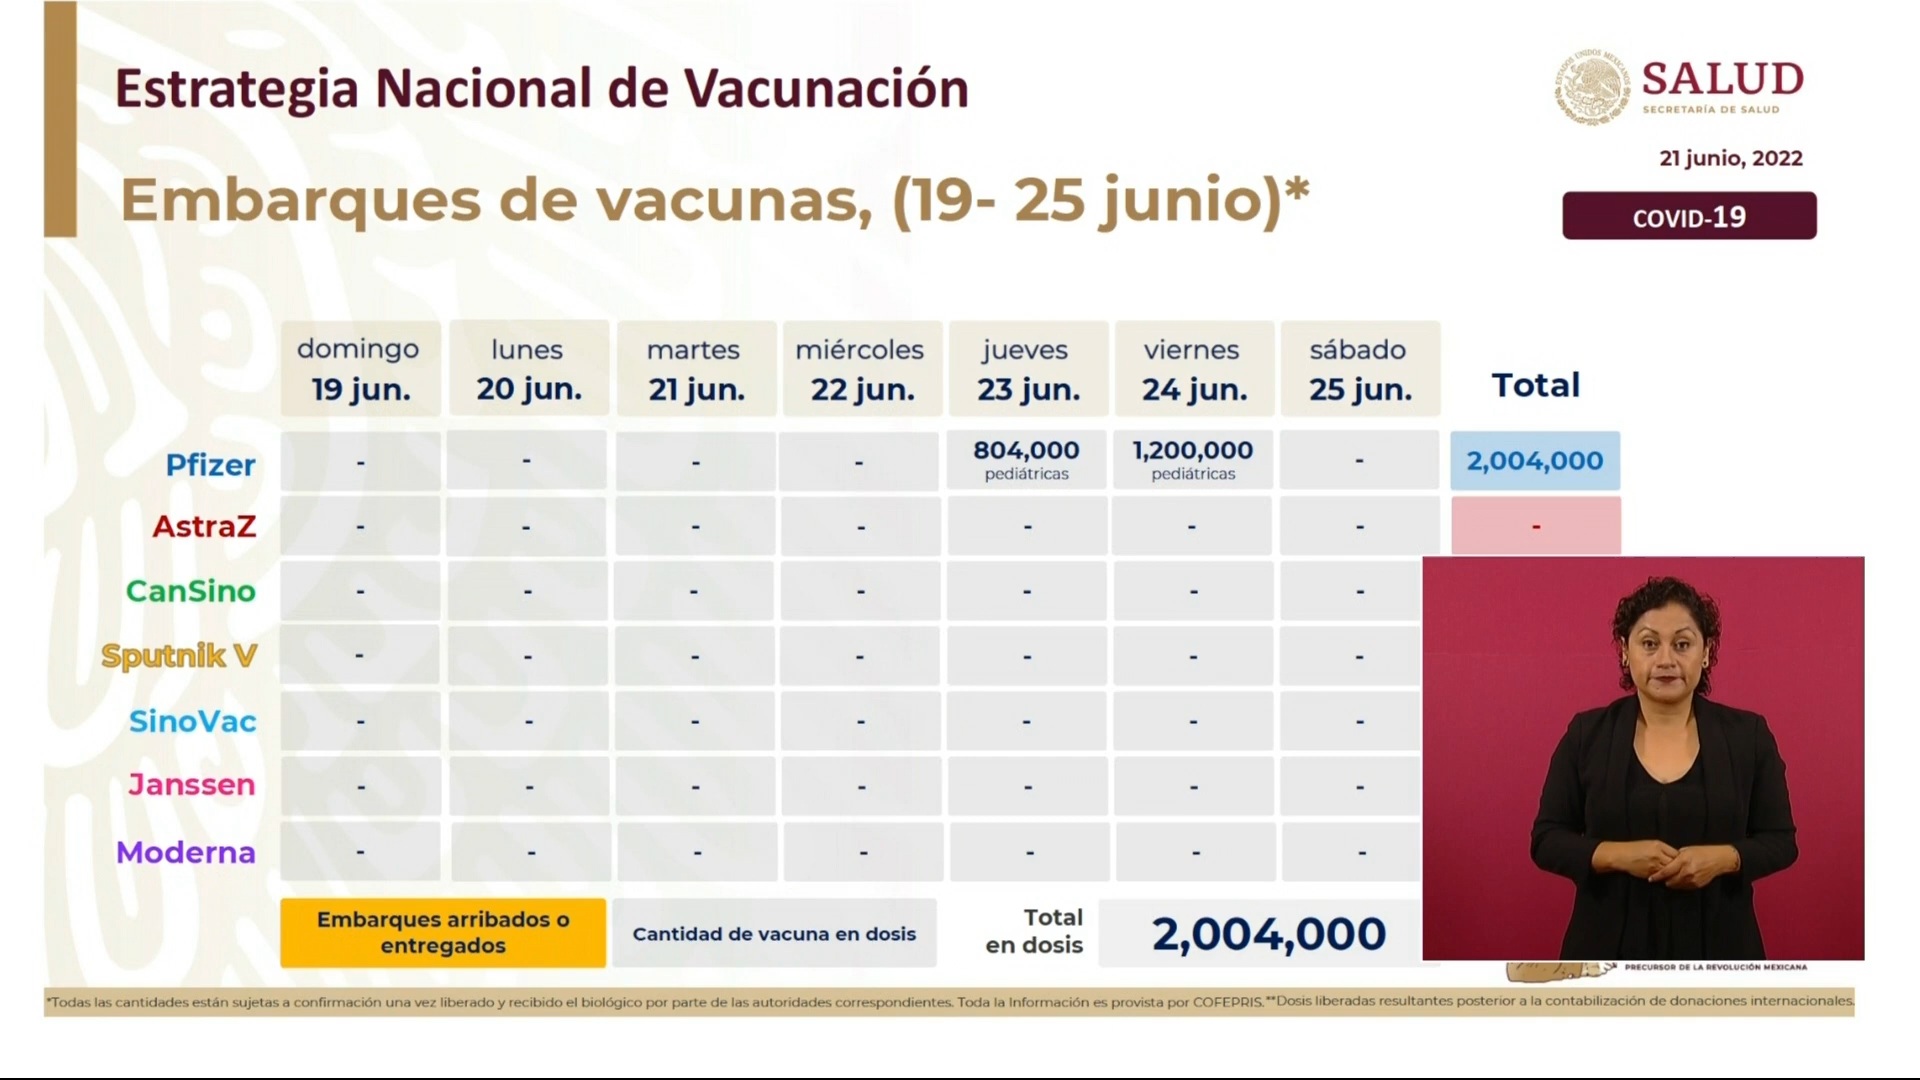 Estrategia Nacional de Vacunación
SALUD
SECRETARÍA DE SALUD
21 junio, 2022
Embarques de vacunas, (19- 25 junio)*
COVID-19
domingo lunes martes miércoles jueves viernes sábado
19 jun. 20 jun. 21 jun. 22 jun. 23 jun. 24 jun. 25 jun. Total
Pfizer - - - - 804,000 1,200,000 - 2,004,000
pediátricas pediátricas
AstraZ - - - - - - - -
CanSino - - - - - - -
Sputnik V - - - - - - -
SinoVac - - - - - - -
Janssen - - - - - - -
Moderna - - - - - - -
Embarques arribados o
entregados
Cantidad de vacuna en dosis
Total
en dosis
2,004,000
PRECURSOR DE LA REVOLUCIÓN MEXICANA
*Todas las cantidades están sujetas a confirmación una vez liberado y recibido el biológico por parte de las autoridades correspondientes. Toda la Información es provista por COFEPRIS.**Dosis liberadas resultantes posterior a la contabilización de donaciones internacionales.